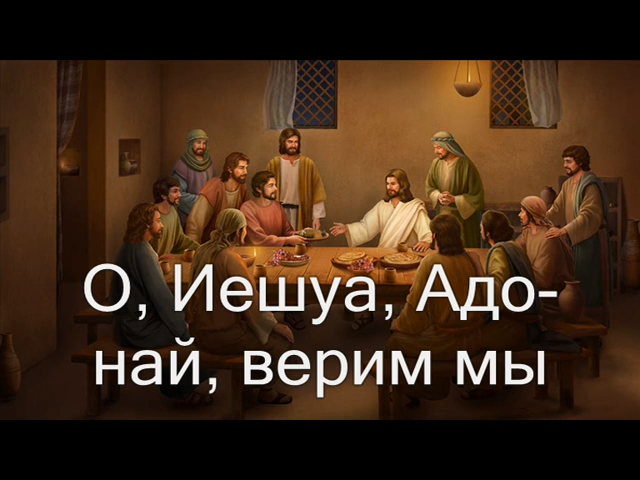 О, Иешуа, Адо-
най, верим мы